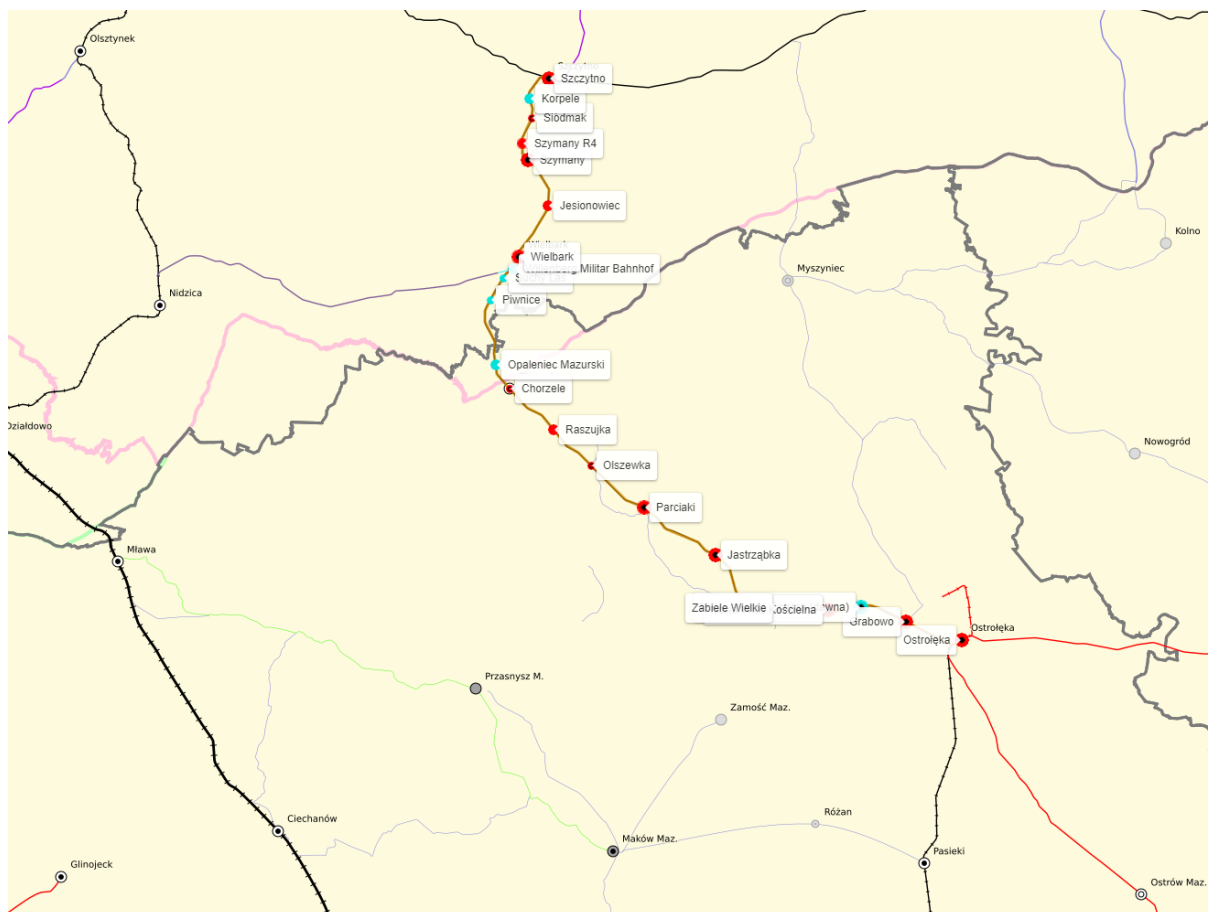 Olsztynek
Szczytno
Korpele
Siódmak
Szymany R4
Szymany
Jesionowiec
Kolno
Wielbark
Militar Bahnhof
Myszyniec
Nidzica
Piwnice
Opaleniec Mazurski
Chorzele
Działdowo
Raszujka
Nowogród
Olszewka
Parciaki
Mława
Jastrząbka
Zabiele Wielkie
Kościelna
wna)
Grabowo
Ostrołęka
Ostrołęka
Przasnysz M.
Zamość Maz.
Różan
Ciechanów
Maków Maz.
Pasieki
Glinojeck
Ostrów Maz.